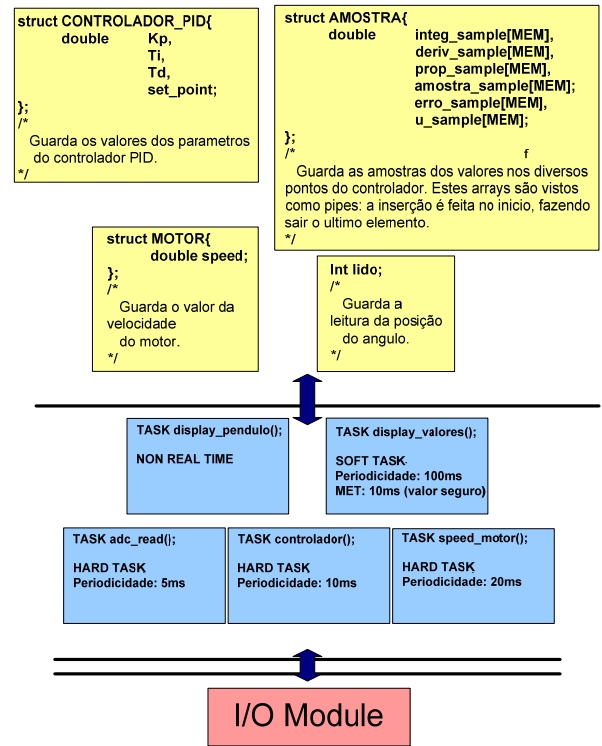 struct CONTROLADOR_PID{
double Kp,
Ti,
Td,
set_point;
};
/*
Guarda os valores dos parametros
do controlador PID.
*/
struct AMOSTRA{
double integ_sample[MEM],
deriv_sample[MEM],
prop_sample[MEM],
amostra_sample[MEM];
erro_sample[MEM],
u_sample[MEM];
};
/* f
Guarda as amostras dos valores nos diversos
pontos do controlador. Estes arrays são vistos
como pipes: a inserção é feita no inicio, fazendo
sair o ultimo elemento.
*/
struct MOTOR{
double speed;
};
/*
Guarda o valor da
velocidade
do motor.
*/
Int lido;
/*
Guarda a
leitura da posição
do angulo.
*/
TASK display_pendulo();
NON REAL TIME
TASK display_valores();
SOFT TASK
Periodicidade: 100ms
MET: 10ms (valor seguro)
TASK adc_read();
HARD TASK
Periodicidade: 5ms
TASK controlador();
HARD TASK
Periodicidade: 10ms
TASK speed_motor();
HARD TASK
Periodicidade: 20ms
I/O Module